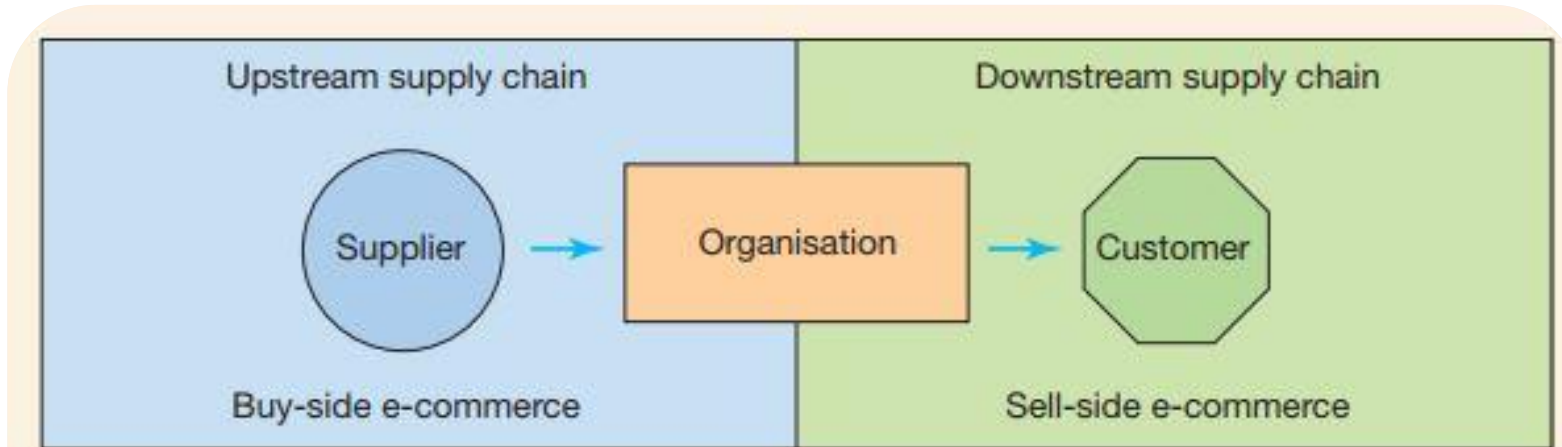 Upstream supply chain
Downstream supply chain
Supplier
Organisation
Customer
Buy-side e-commerce
Sell-side e-commerce